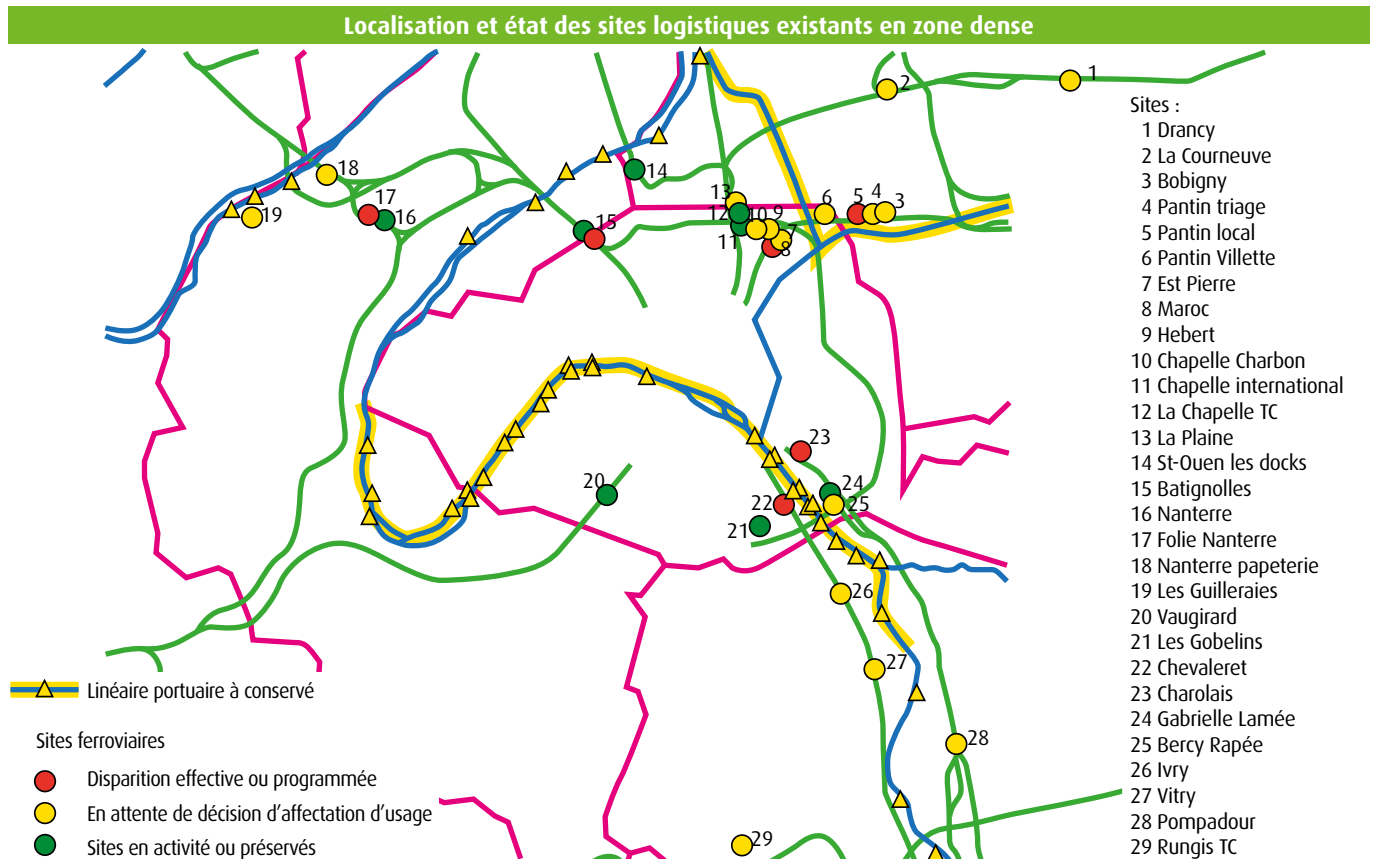 Localisation et état des sites logistiques existants en zone dense
1
2
3
4
5
6
7
8
9
10
11
12
13
14
15
16
17
18
19
20
21
22
23
24
25
26
27
28
29
Linéaire portuaire à conservé
Sites ferroviaires
Disparition effective ou programmée
En attente de décision d'affectation d'usage
Sites en activité ou préservés
Sites :
1 Drancy
2 La Courneuve
3 Bobigny
4 Pantin triage
5 Pantin local
6 Pantin Villette
7 Est Pierre
8 Maroc
9 Hebert
10 Chapelle Charbon
11 Chapelle international
12 La Chapelle TC
13 La Plaine
14 St-Ouen les docks
15 Batignolles
16 Nanterre
17 Folie Nanterre
18 Nanterre papeterie
19 Les Guilleraies
20 Vaugirard
21 Les Gobelins
22 Chevaleret
23 Charolais
24 Gabrielle Lamée
25 Bercy Rapée
26 Ivry
27 Vitry
28 Pompadour
29 Rungis TC